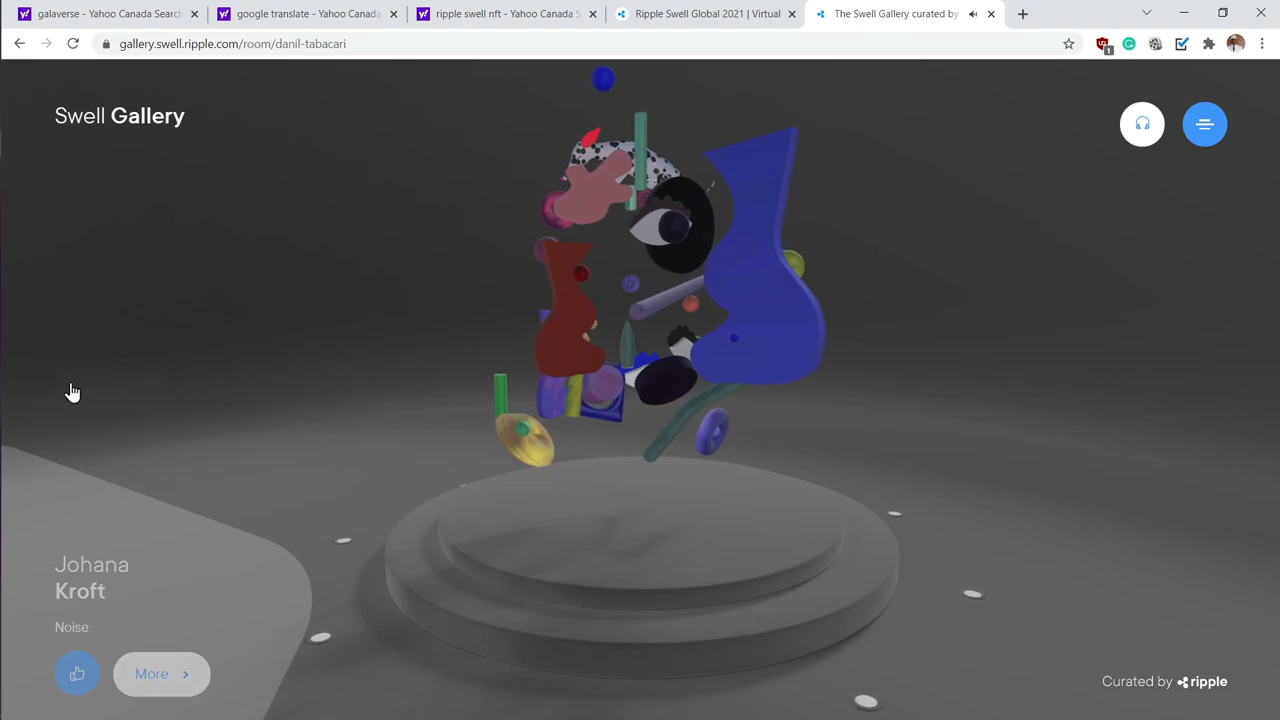 galaverse - Yahoo Canada Search
google translate - Yahoo Canada
ripple swell nft - Yahoo Canada S
Ripple Swell Global 2021 | Virtual
The Swell Gallery curated by
gallery.swell.ripple.com/room/danil-tabacari
1
Swell Gallery
Johana
Kroft
Noise
More
Curated by ripple